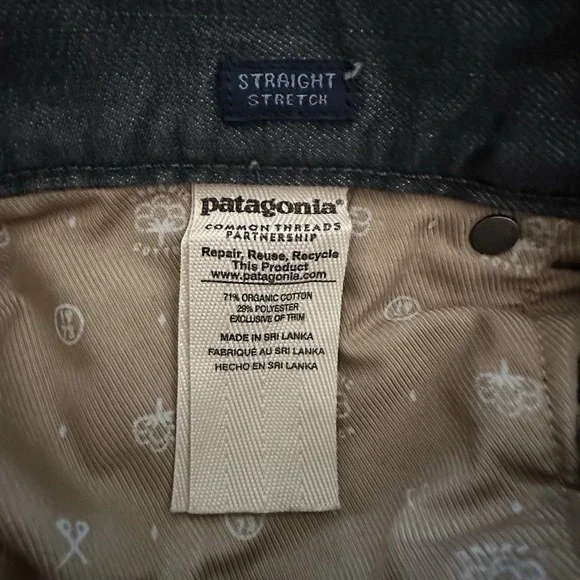 STRAIGHT
STRETCH
patagonia®
COMMON THREADS
PARTNERSHIP
Repair, Reuse, Recycle
This Product
www.patagonia.com
71% ORGANIC COTTON
29% POLYESTER
EXCLUSIVE OF TRIM
MADE IN SRI LANKA
FABRIQUÉ AU SRI LANKA
HECHO EN SRI LANKA